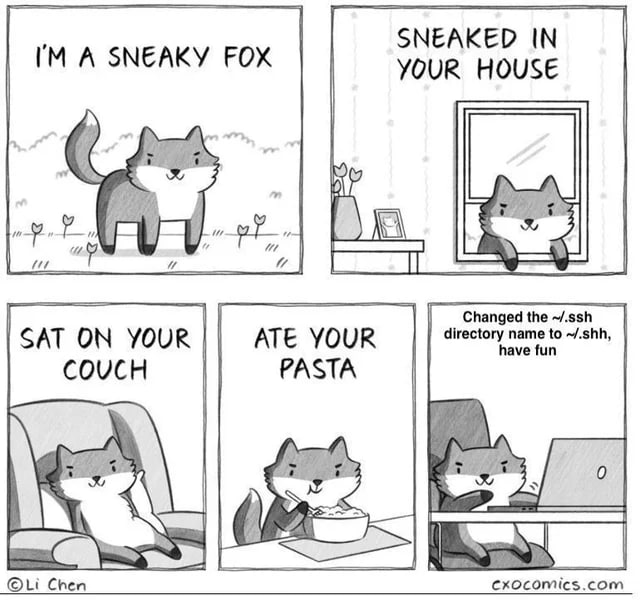 I'M A SNEAKY FOX
SNEAKED IN
YOUR HOUSE
SAT ON YOUR
COUCH
ATE YOUR
PASTA
Changed the ~/.ssh
directory name to ~/.shh,
have fun
©Li Chen
exocomics.com